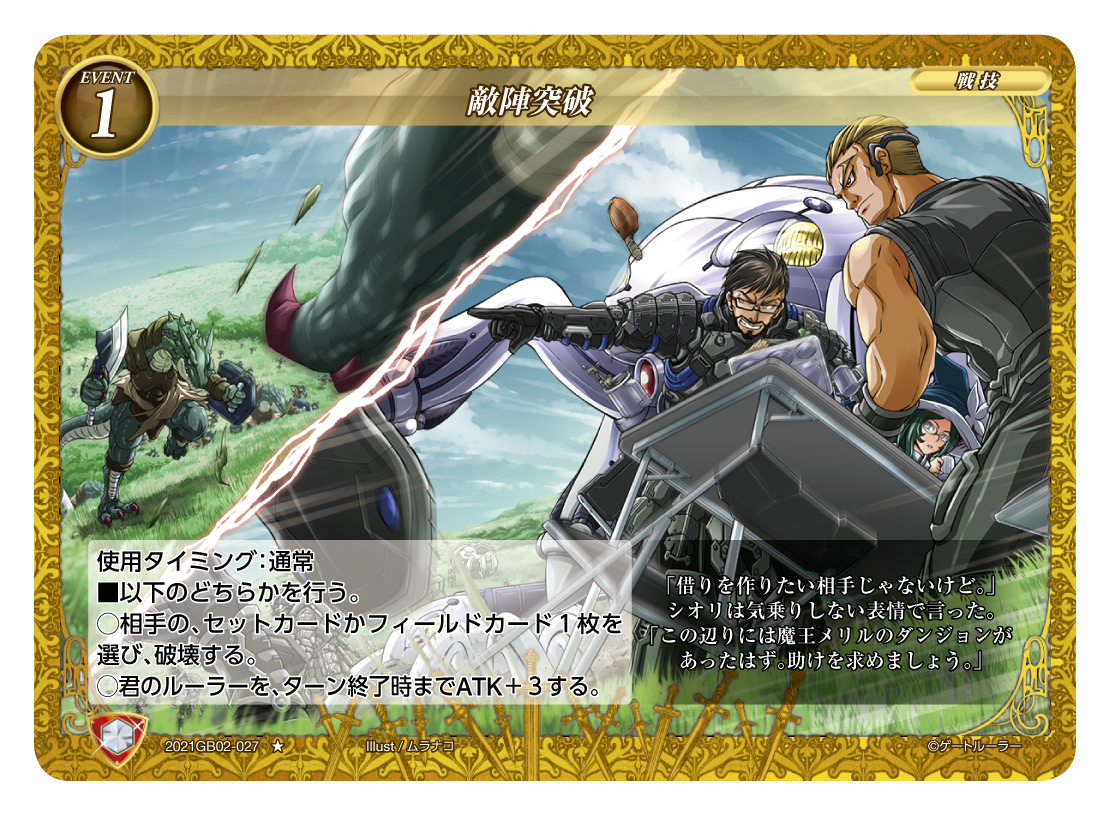 EVENT
1
敵陣突破
戦技
使用タイミング：通常
■以下のどちらかを行う。
○相手の、セットカードかフィールドカード１枚を
選び、破壊する。
○君のルーラーを、ターン終了時までATK＋３する。
「借りを作りたい相手じゃないけど。」
シオリは気乗りしない表情で言った。
「この辺りには魔王メリルのダンジョンが
あったはず。助けを求めましょう。」
2021GB02-027 ★
Illust / ムラナコ
©ゲートルーラー